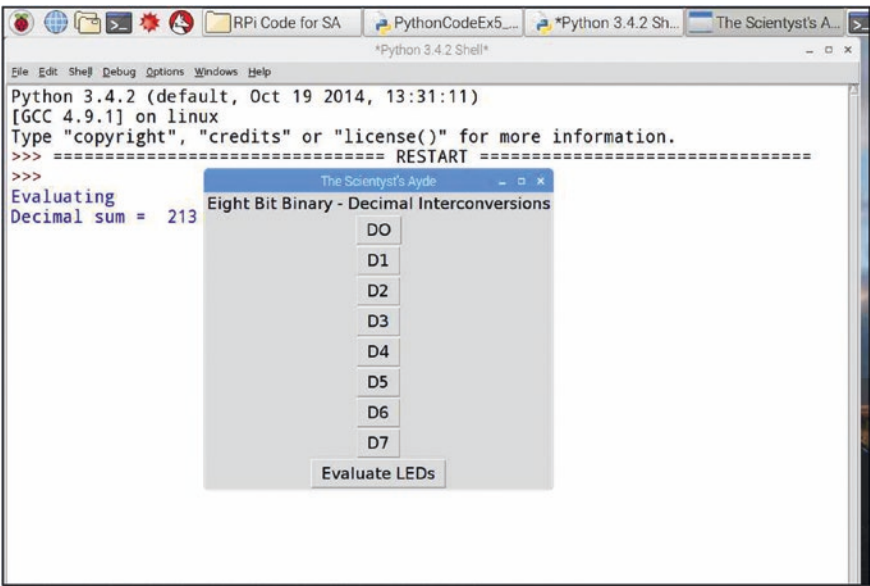 RPi Code for SA
PythonCodeEx5_...
*Python 3.4.2 Sh...
The Scientyst's A...
*Python 3.4.2 Shell*
File Edit Shell Debug Options Windows Help
Python 3.4.2 (default, Oct 19 2014, 13:31:11)
[GCC 4.9.1] on linux
Type "copyright", "credits" or "license()" for more information.
>>> ================================ RESTART ================================
>>>
Evaluating
Decimal sum = 213
The Scientyst's Ayde
Eight Bit Binary - Decimal Interconversions
DO
D1
D2
D3
D4
D5
D6
D7
Evaluate LEDs